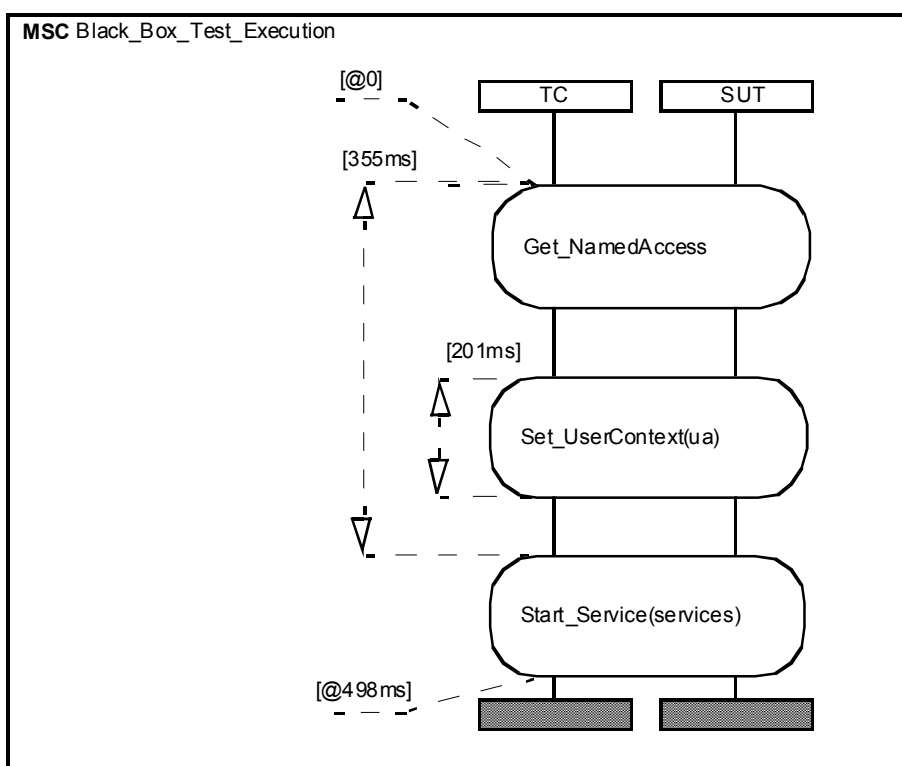 MSC Black_Box_Test_Execution
[@0]
TC
SUT
[355ms]
Get_NamedAccess
[201ms]
Set_UserContext(ua)
Start_Service(services)
[@498ms]